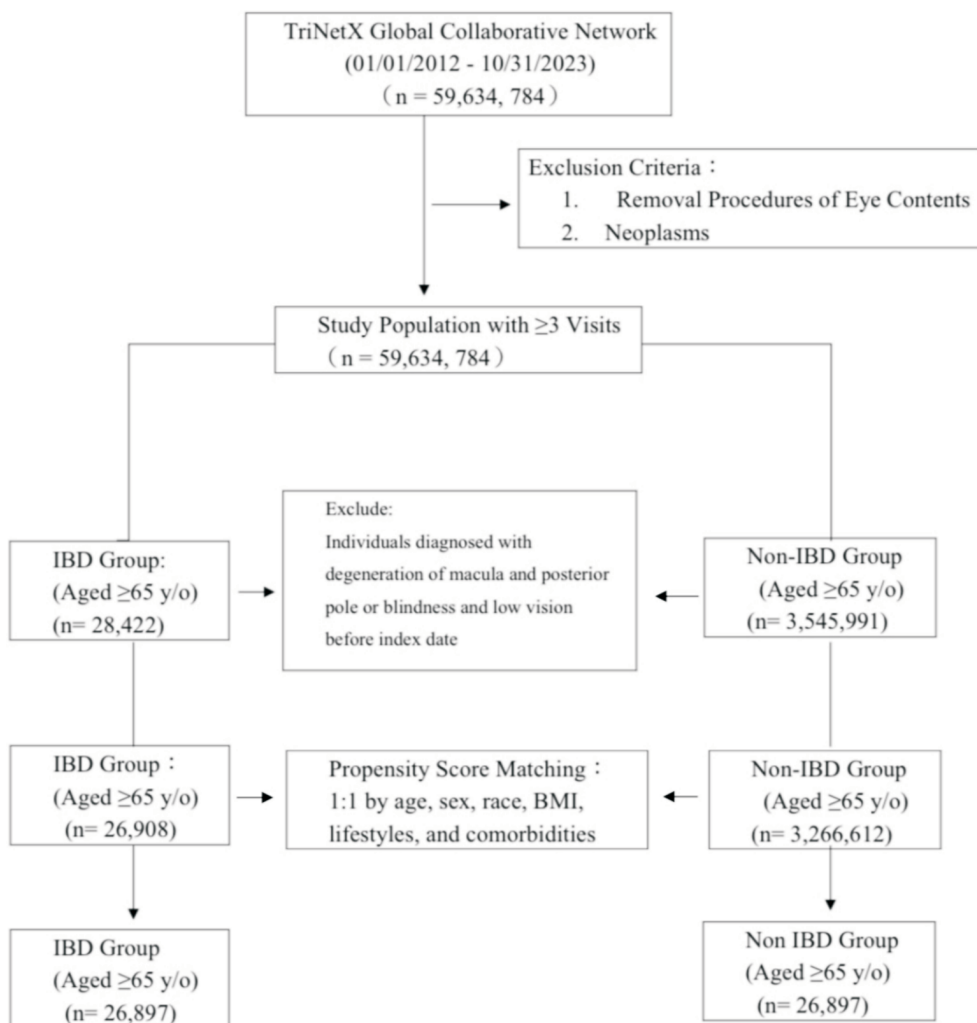 TriNetX Global Collaborative Network
(01/01/2012 - 10/31/2023)
（n = 59,634, 784）
Exclusion Criteria：
1. Removal Procedures of Eye Contents
2. Neoplasms
Study Population with ≥3 Visits
（n = 59,634, 784）
IBD Group:
(Aged ≥65 y/o)
(n= 28,422)
Exclude:
Individuals diagnosed with
degeneration of macula and posterior
pole or blindness and low vision
before index date
Non-IBD Group
(Aged ≥65 y/o)
(n= 3,545,991)
IBD Group：
(Aged ≥65 y/o)
(n= 26,908)
Propensity Score Matching：
1:1 by age, sex, race, BMI,
lifestyles, and comorbidities
Non-IBD Group
(Aged ≥65 y/o)
(n= 3,266,612)
IBD Group
(Aged ≥65 y/o)
(n= 26,897)
Non IBD Group
(Aged ≥65 y/o)
(n= 26,897)